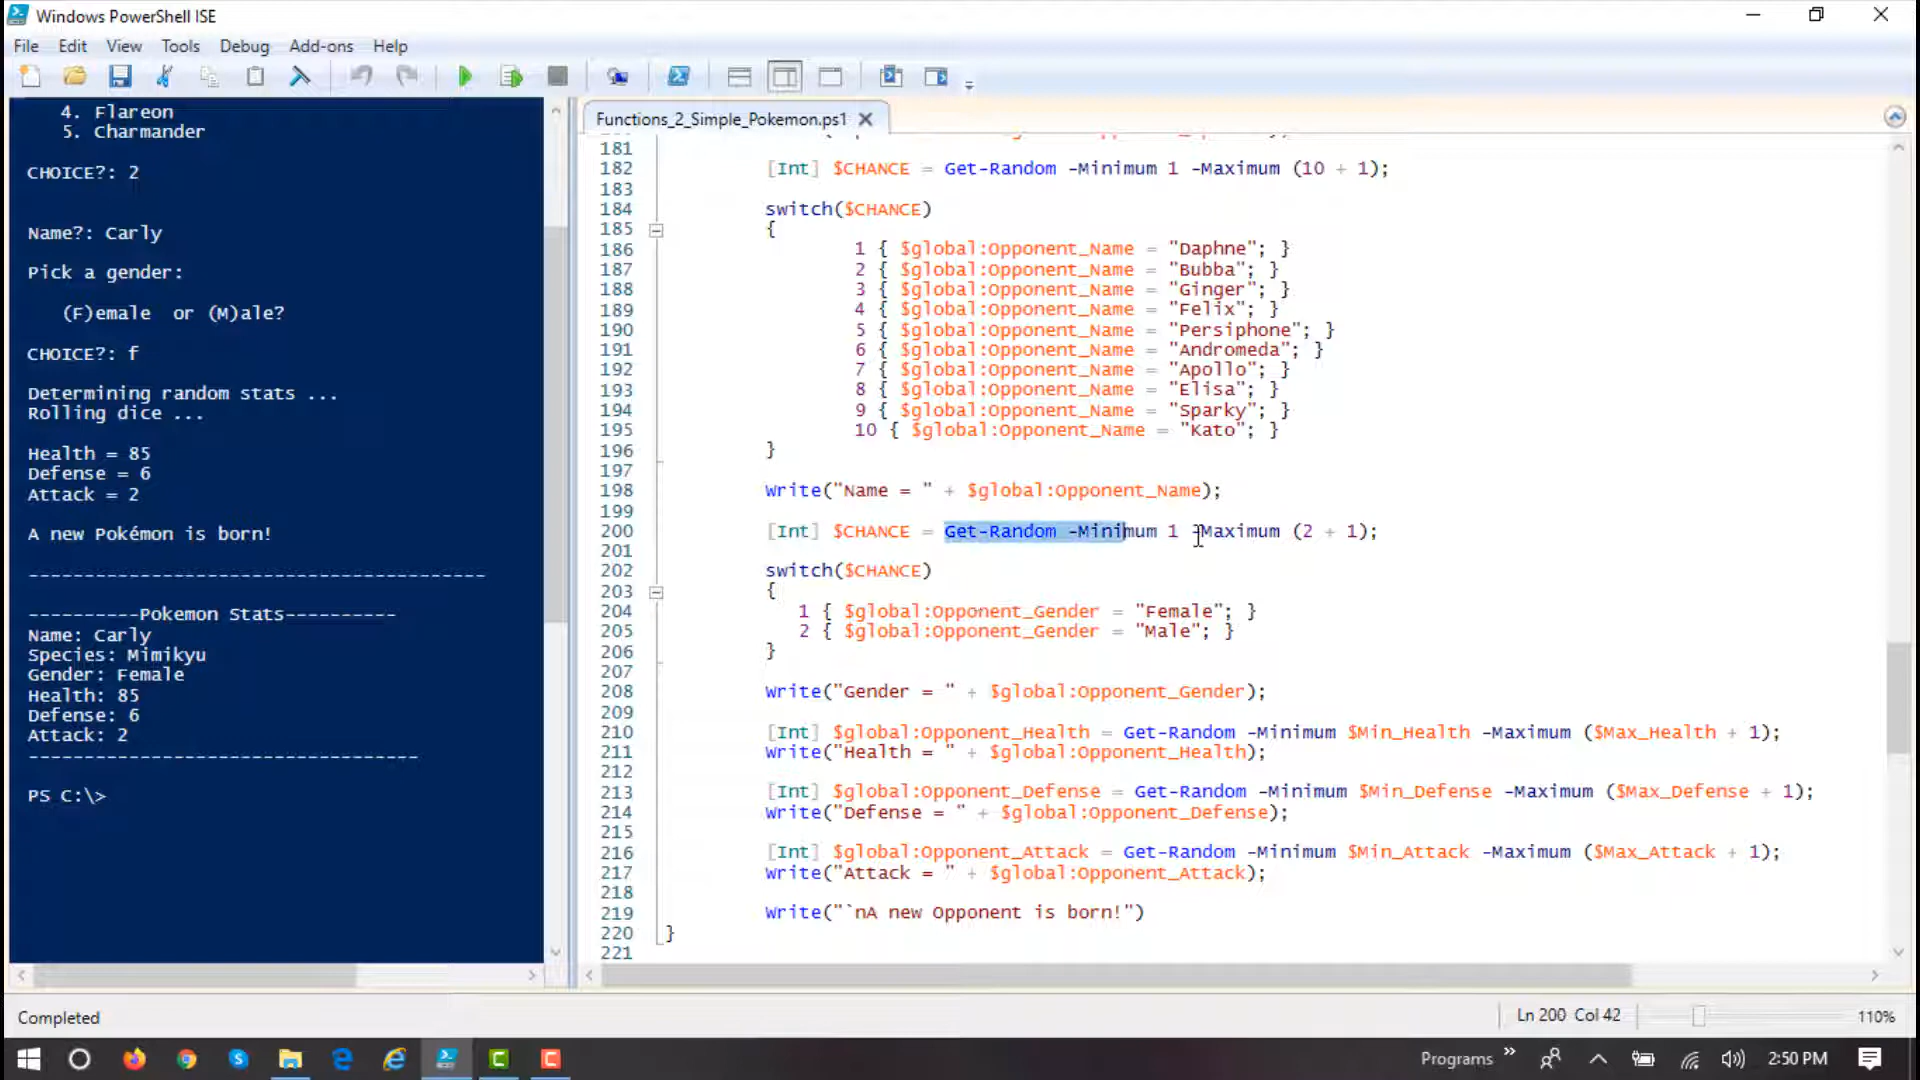 Windows PowerShell ISE
File Edit View Tools Debug Add-ons Help
4. Flareon
5. Charmander
CHOICE?: 2
Name?: Carly
Pick a gender:
(F)emale or (M)ale?
CHOICE?: f
Determining random stats ...
Rolling dice ...
Health = 85
Defense = 6
Attack = 2
A new Pokémon is born!
------------------------------------------
----------Pokemon Stats----------
Name: Carly
Species: Mimikyu
Gender: Female
Health: 85
Defense: 6
Attack: 2
-----------------------------------
PS C:\>
Functions_2_Simple_Pokemon.ps1
181
182 [Int] $CHANCE = Get-Random -Minimum 1 -Maximum (10 + 1);
183
184 switch($CHANCE)
185 {
186 1 { $global:Opponent_Name = "Daphne"; }
187 2 { $global:Opponent_Name = "Bubba"; }
188 3 { $global:Opponent_Name = "Ginger"; }
189 4 { $global:Opponent_Name = "Felix"; }
190 5 { $global:Opponent_Name = "Persiphone"; }
191 6 { $global:Opponent_Name = "Andromeda"; }
192 7 { $global:Opponent_Name = "Apollo"; }
193 8 { $global:Opponent_Name = "Elisa"; }
194 9 { $global:Opponent_Name = "Sparky"; }
195 10 { $global:Opponent_Name = "Kato"; }
196 }
197
198 Write("Name = " + $global:Opponent_Name);
199
200 [Int] $CHANCE = Get-Random -Minimum 1 -Maximum (2 + 1);
201
202 switch($CHANCE)
203 {
204 1 { $global:Opponent_Gender = "Female"; }
205 2 { $global:Opponent_Gender = "Male"; }
206 }
207
208 Write("Gender = " + $global:Opponent_Gender);
209
210 [Int] $global:Opponent_Health = Get-Random -Minimum $Min_Health -Maximum ($Max_Health + 1);
211 Write("Health = " + $global:Opponent_Health);
212
213 [Int] $global:Opponent_Defense = Get-Random -Minimum $Min_Defense -Maximum ($Max_Defense + 1);
214 Write("Defense = " + $global:Opponent_Defense);
215
216 [Int] $global:Opponent_Attack = Get-Random -Minimum $Min_Attack -Maximum ($Max_Attack + 1);
217 Write("Attack = " + $global:Opponent_Attack);
218
219 Write("`nA new Opponent is born!")
220 }
221
Completed
Ln 200 Col 42
110%
Programs
2:50 PM